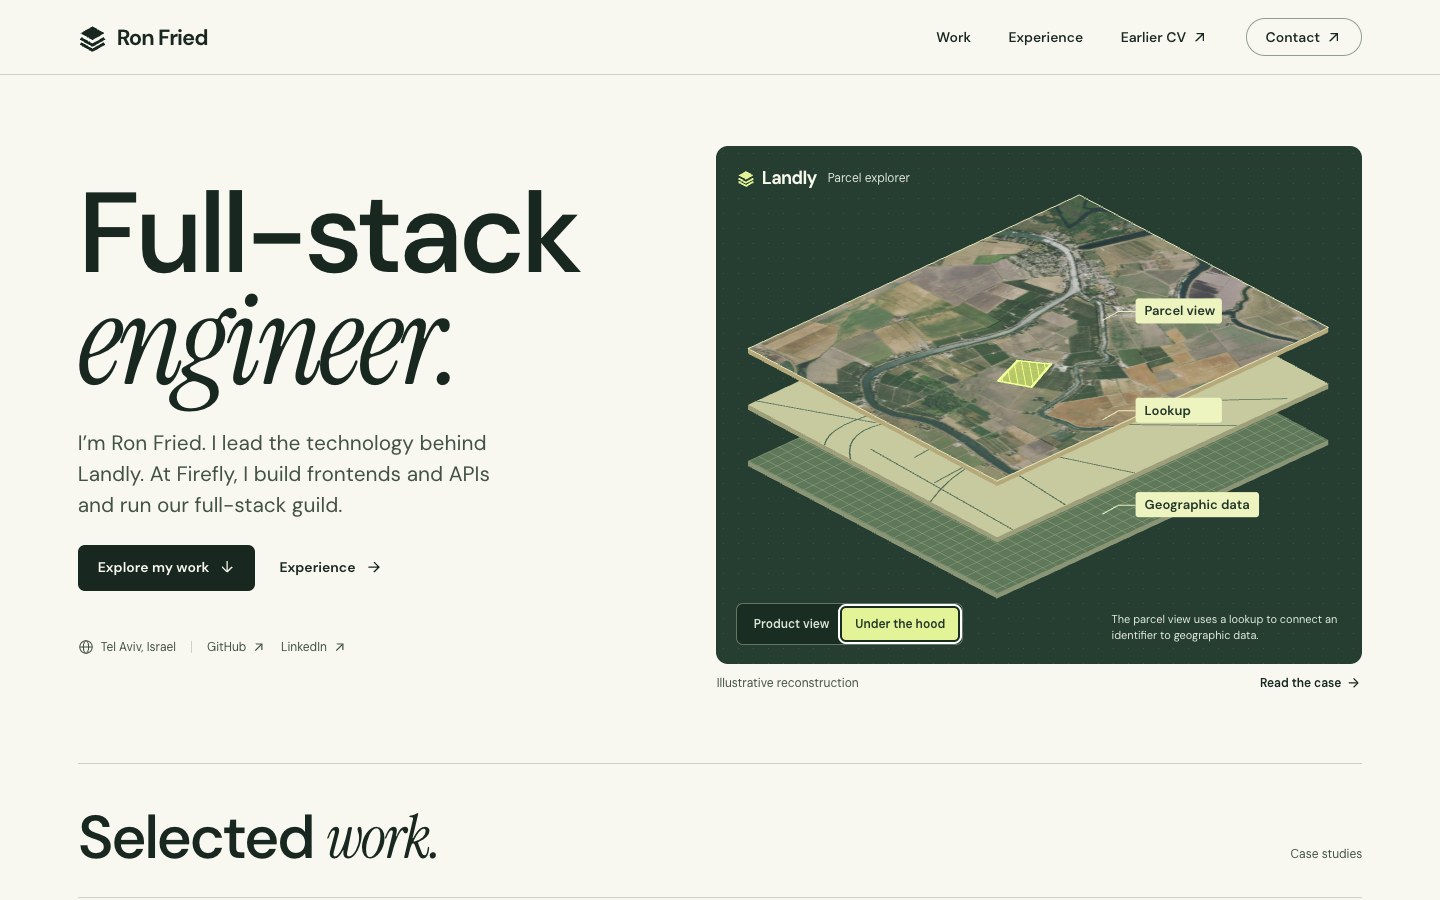 Ron Fried
Work
Experience
Earlier CV
Contact
Full-stack
engineer.
I’m Ron Fried. I lead the technology behind
Landly. At Firefly, I build frontends and APIs
and run our full-stack guild.
Explore my work
Experience
Tel Aviv, Israel
GitHub
LinkedIn
Landly
Parcel explorer
Parcel view
Lookup
Geographic data
Product view
Under the hood
The parcel view uses a lookup to connect an
identifier to geographic data.
Illustrative reconstruction
Read the case
Selected work.
Case studies